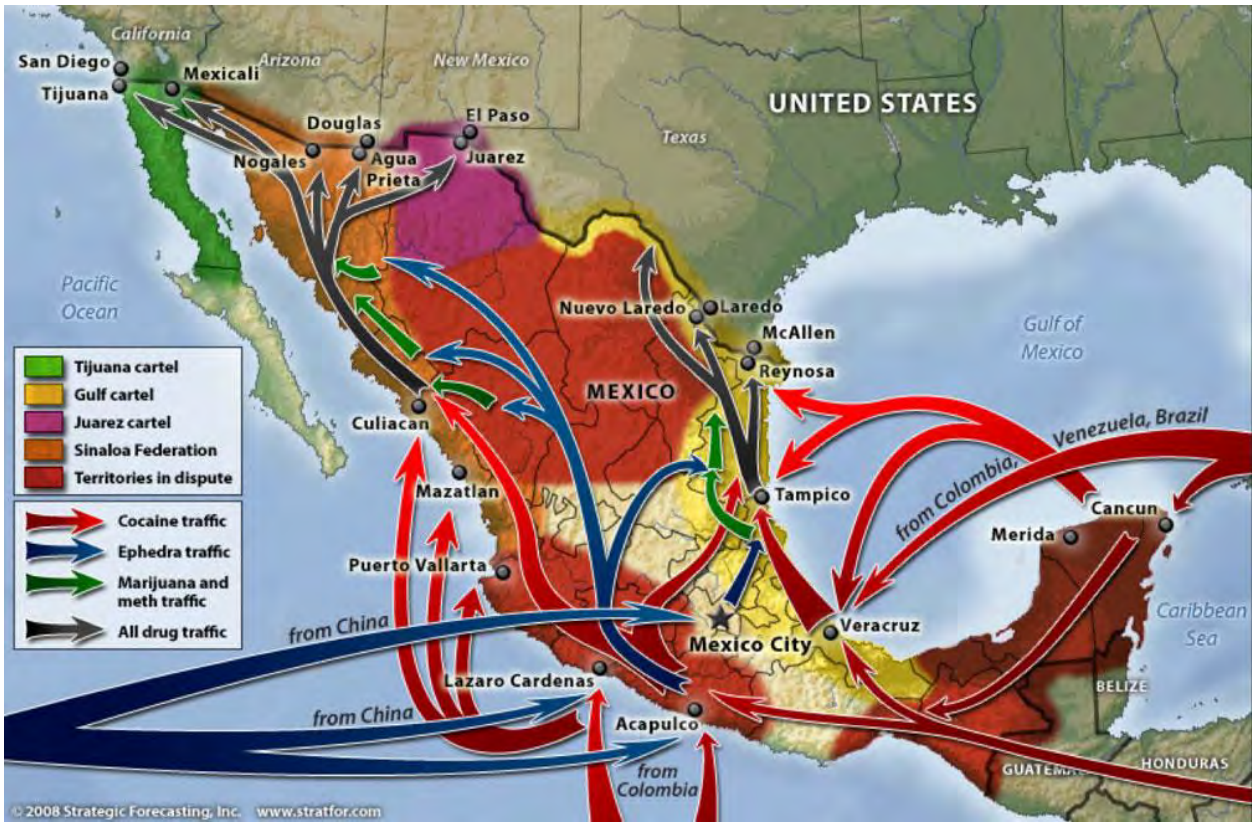 California
San Diego
Mexicali
Tijuana
Arizona
New Mexico
UNITED STATES
Douglas
El Paso
Nogales
Agua
Prieta
Juarez
Texas
Pacific
Ocean
Nuevo Laredo
Laredo
McAllen
Reynosa
Gulf of
Mexico
Tijuana cartel
Gulf cartel
Juarez cartel
Sinaloa Federation
Territories in dispute
MEXICO
Culiacan
Mazatlan
Tampico
from Colombia, Venezuela, Brazil
Cancun
Merida
Cocaine traffic
Ephedra traffic
Marijuana and
meth traffic
All drug traffic
Puerto Vallarta
from China
Mexico City
Veracruz
Caribbean
Sea
Lazaro Cardenas
from China
Acapulco
BELIZE
from
Colombia
GUATEMALA
HONDURAS
© 2008 Strategic Forecasting, Inc. www.stratfor.com